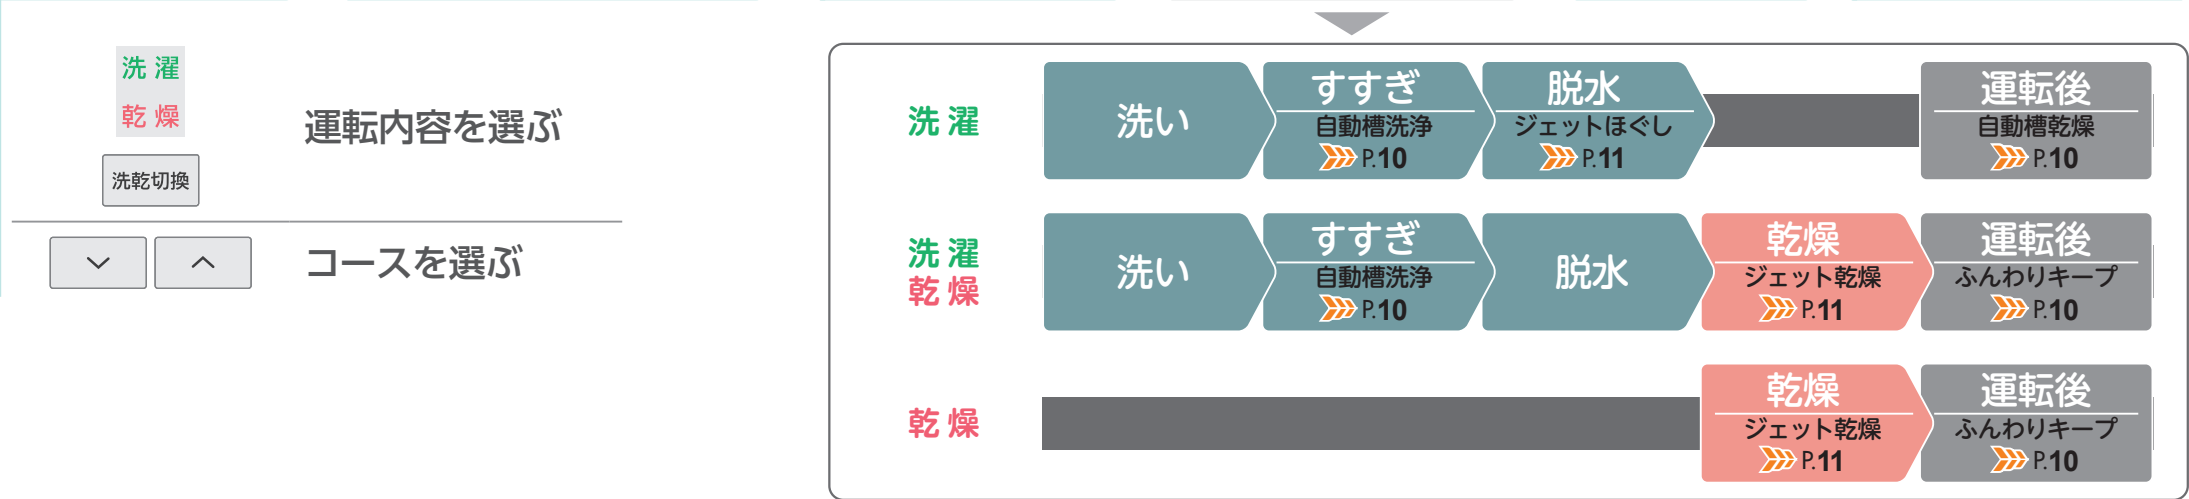 洗濯
乾燥
洗乾切換
運転内容を選ぶ
コースを選ぶ
洗濯
洗い
すすぎ
自動槽洗浄
P.10
脱水
ジェットほぐし
P.11
運転後
自動槽乾燥
P.10
洗濯
乾燥
洗い
すすぎ
自動槽洗浄
P.10
脱水
乾燥
ジェット乾燥
P.11
運転後
ふんわりキープ
P.10
乾燥
乾燥
ジェット乾燥
P.11
運転後
ふんわりキープ
P.10